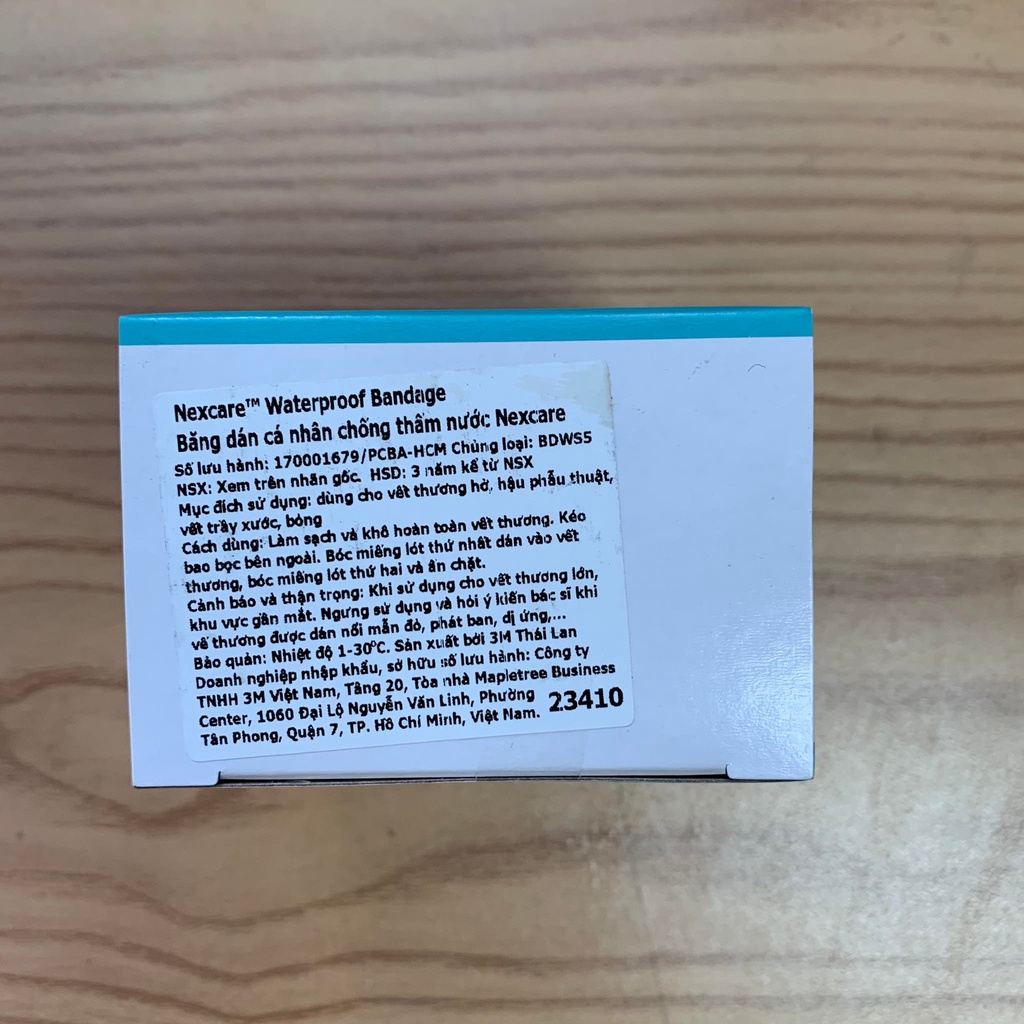 Nexcare™ Waterproof Bandage
Băng dán cá nhân chống thấm nước Nexcare
Số lưu hành: 170001679/PCBA-HCM Chủng loại: BDWS5
NSX: Xem trên nhãn gốc. HSD: 3 năm kể từ NSX
Mục đích sử dụng: dùng cho vết thương hở, hậu phẫu thuật,
vết trầy xước, bỏng
Cách dùng: Làm sạch và khô hoàn toàn vết thương. Kéo
bao bọc bên ngoài. Bóc miếng lót thứ nhất dán vào vết
thương, bóc miếng lót thứ hai và ấn chặt.
Cảnh báo và thận trọng: Khi sử dụng cho vết thương lớn,
khu vực gần mắt. Ngưng sử dụng và hỏi ý kiến bác sĩ khi
vế thương được dán nổi mẩn đỏ, phát ban, dị ứng,...
Bảo quản: Nhiệt độ 1-30°C. Sản xuất bởi 3M Thái Lan
Doanh nghiệp nhập khẩu, sở hữu số lưu hành: Công ty
TNHH 3M Việt Nam, Tầng 20, Tòa nhà Mapletree Business
Center, 1060 Đại Lộ Nguyễn Văn Linh, Phường
Tân Phong, Quận 7, TP. Hồ Chí Minh, Việt Nam. 23410